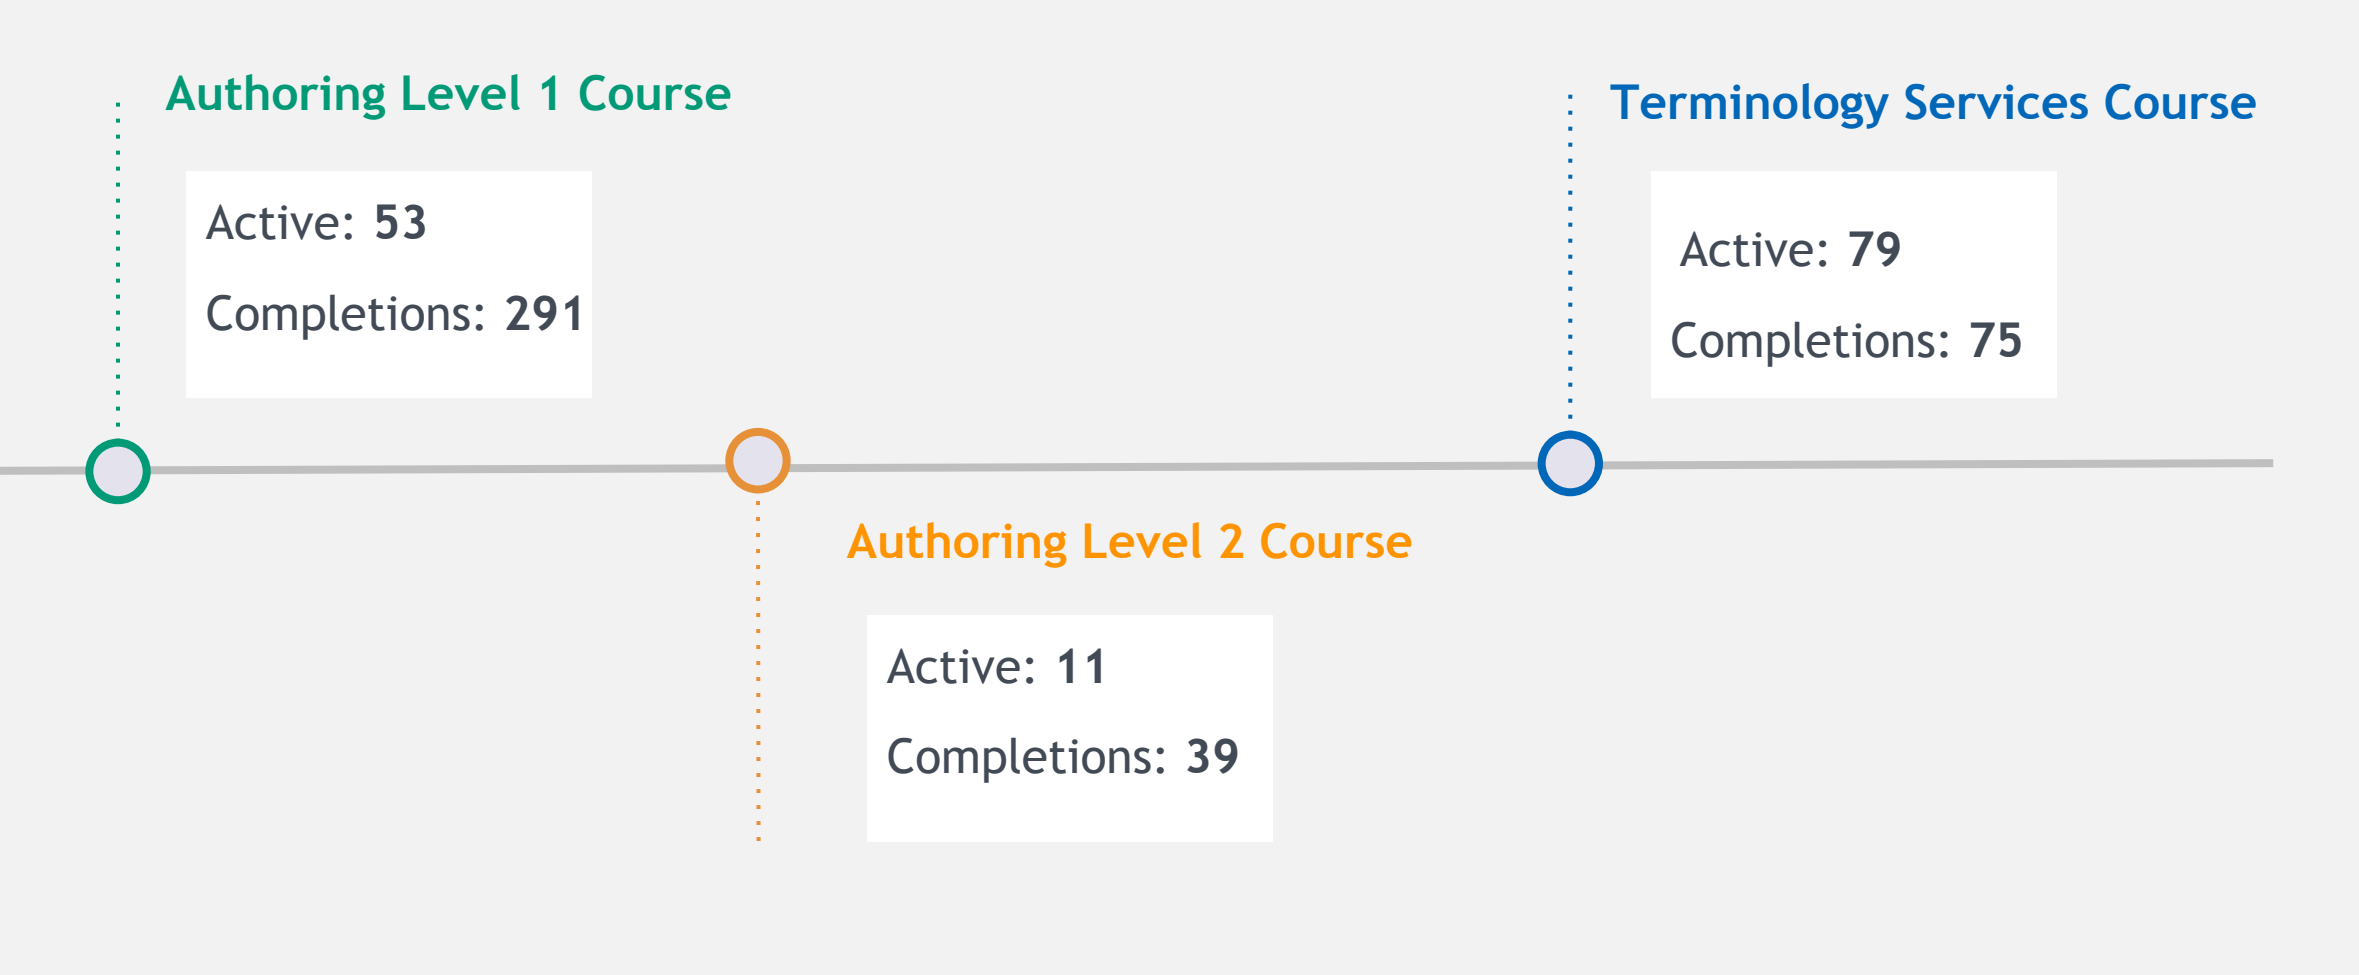 Authoring Level 1 Course
Active: 53
Completions: 291
Authoring Level 2 Course
Active: 11
Completions: 39
Terminology Services Course
Active: 79
Completions: 75